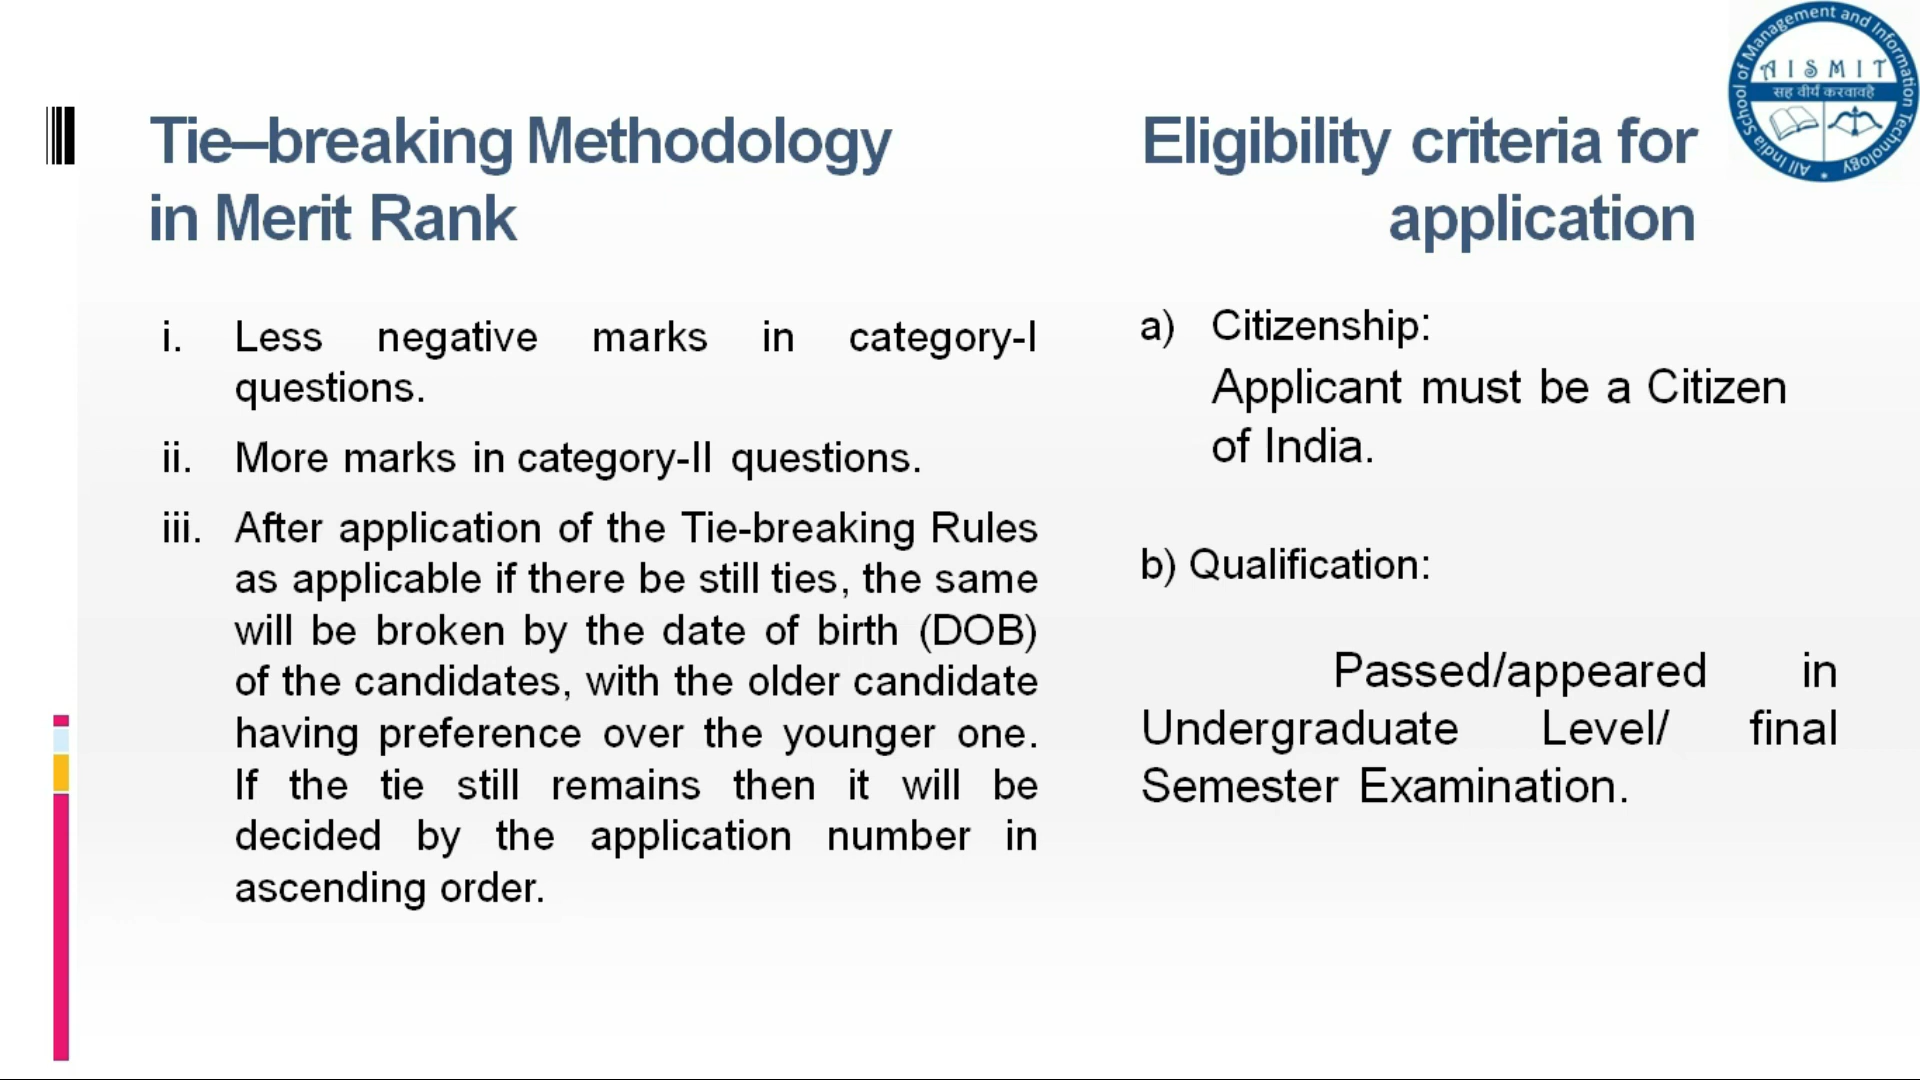 Tie–breaking Methodology
in Merit Rank
i. Less negative marks in category-I
questions.
ii. More marks in category-II questions.
iii. After application of the Tie-breaking Rules
as applicable if there be still ties, the same
will be broken by the date of birth (DOB)
of the candidates, with the older candidate
having preference over the younger one.
If the tie still remains then it will be
decided by the application number in
ascending order.
Eligibility criteria for
application
a) Citizenship:
Applicant must be a Citizen
of India.
b) Qualification:
Passed/appeared in
Undergraduate Level/ final
Semester Examination.
All India School of Management and Information Technology
AISMIT
सह वीर्यं करवावहै